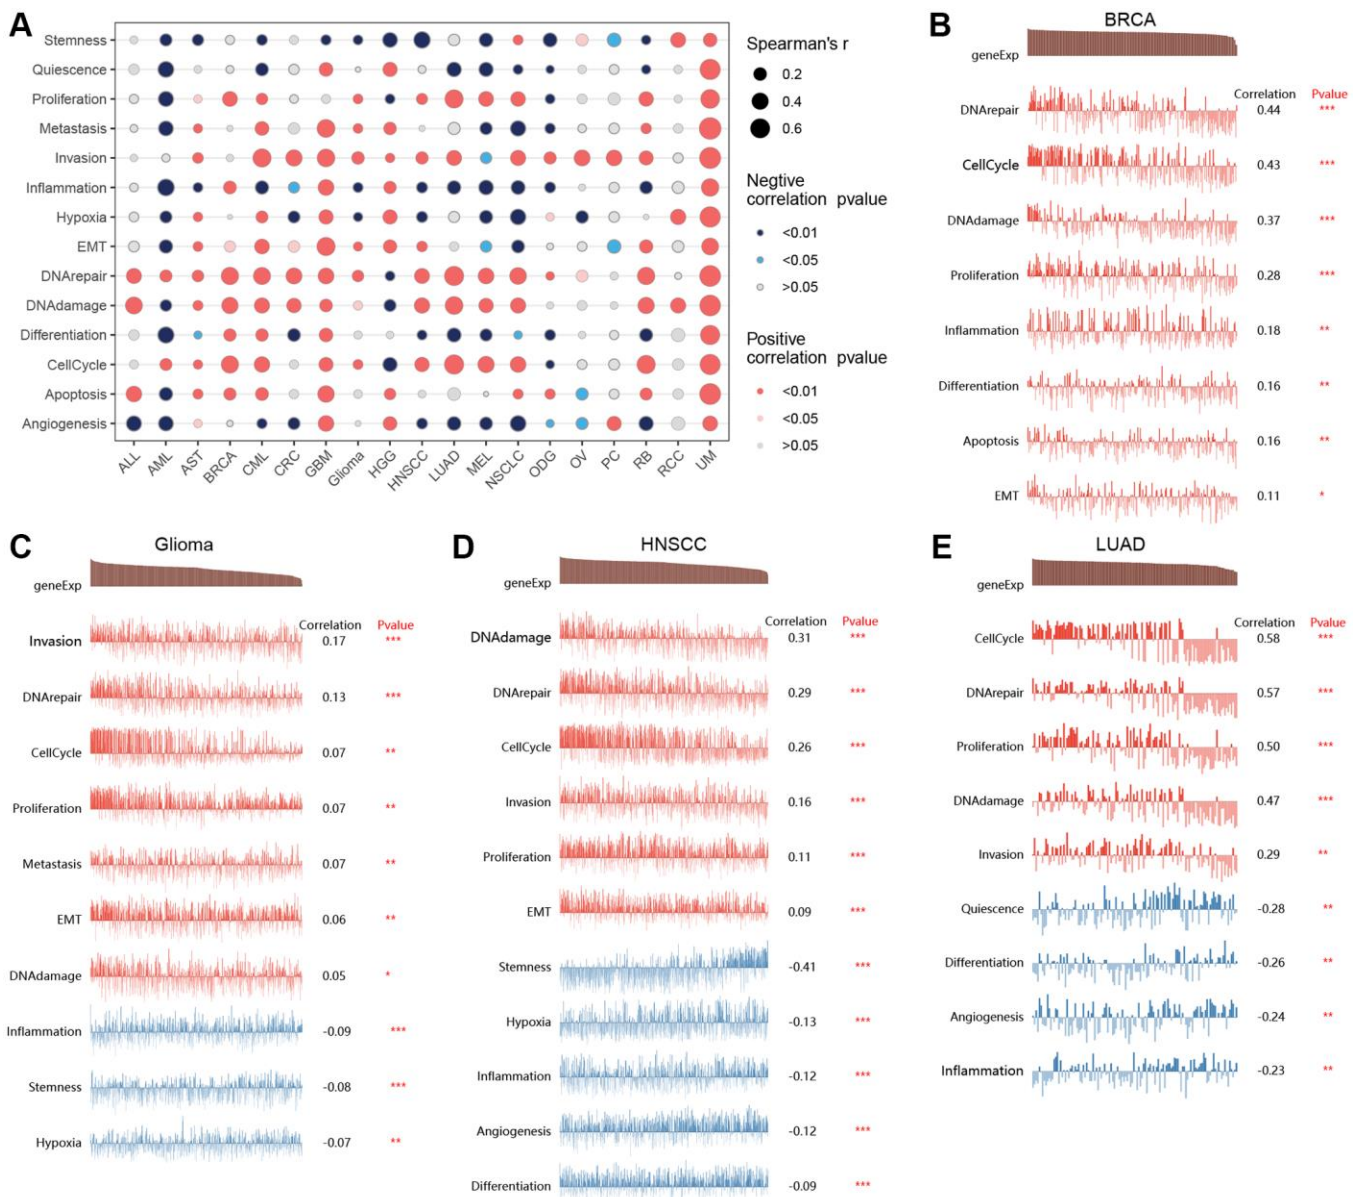 A
Stemness
Quiescence
Proliferation
Metastasis
Invasion
Inflammation
Hypoxia
EMT
DNArepair
DNAdamage
Differentiation
CellCycle
Apoptosis
Angiogenesis
ALL
AML
AST
BRCA
CML
CRC
GBM
Glioma
HGG
HNSCC
LUAD
MEL
NSCLC
ODG
OV
PC
RB
RCC
UM
Spearman's r
0.2
0.4
0.6
Negtive
correlation pvalue
<0.01
<0.05
>0.05
Positive
correlation pvalue
<0.01
<0.05
>0.05
B
BRCA
geneExp
Correlation Pvalue
DNArepair 0.44 ***
CellCycle 0.43 ***
DNAdamage 0.37 ***
Proliferation 0.28 ***
Inflammation 0.18 **
Differentiation 0.16 **
Apoptosis 0.16 **
EMT 0.11 *
C
Glioma
geneExp
Correlation Pvalue
Invasion 0.17 ***
DNArepair 0.13 ***
CellCycle 0.07 **
Proliferation 0.07 **
Metastasis 0.07 **
EMT 0.06 **
DNAdamage 0.05 *
Inflammation -0.09 ***
Stemness -0.08 ***
Hypoxia -0.07 **
D
HNSCC
geneExp
Correlation Pvalue
DNAdamage 0.31 ***
DNArepair 0.29 ***
CellCycle 0.26 ***
Invasion 0.16 ***
Proliferation 0.11 ***
EMT 0.09 ***
Stemness -0.41 ***
Hypoxia -0.13 ***
Inflammation -0.12 ***
Angiogenesis -0.12 ***
Differentiation -0.09 ***
E
LUAD
geneExp
Correlation Pvalue
CellCycle 0.58 ***
DNArepair 0.57 ***
Proliferation 0.50 ***
DNAdamage 0.47 ***
Invasion 0.29 **
Quiescence -0.28 **
Differentiation -0.26 **
Angiogenesis -0.24 **
Inflammation -0.23 **